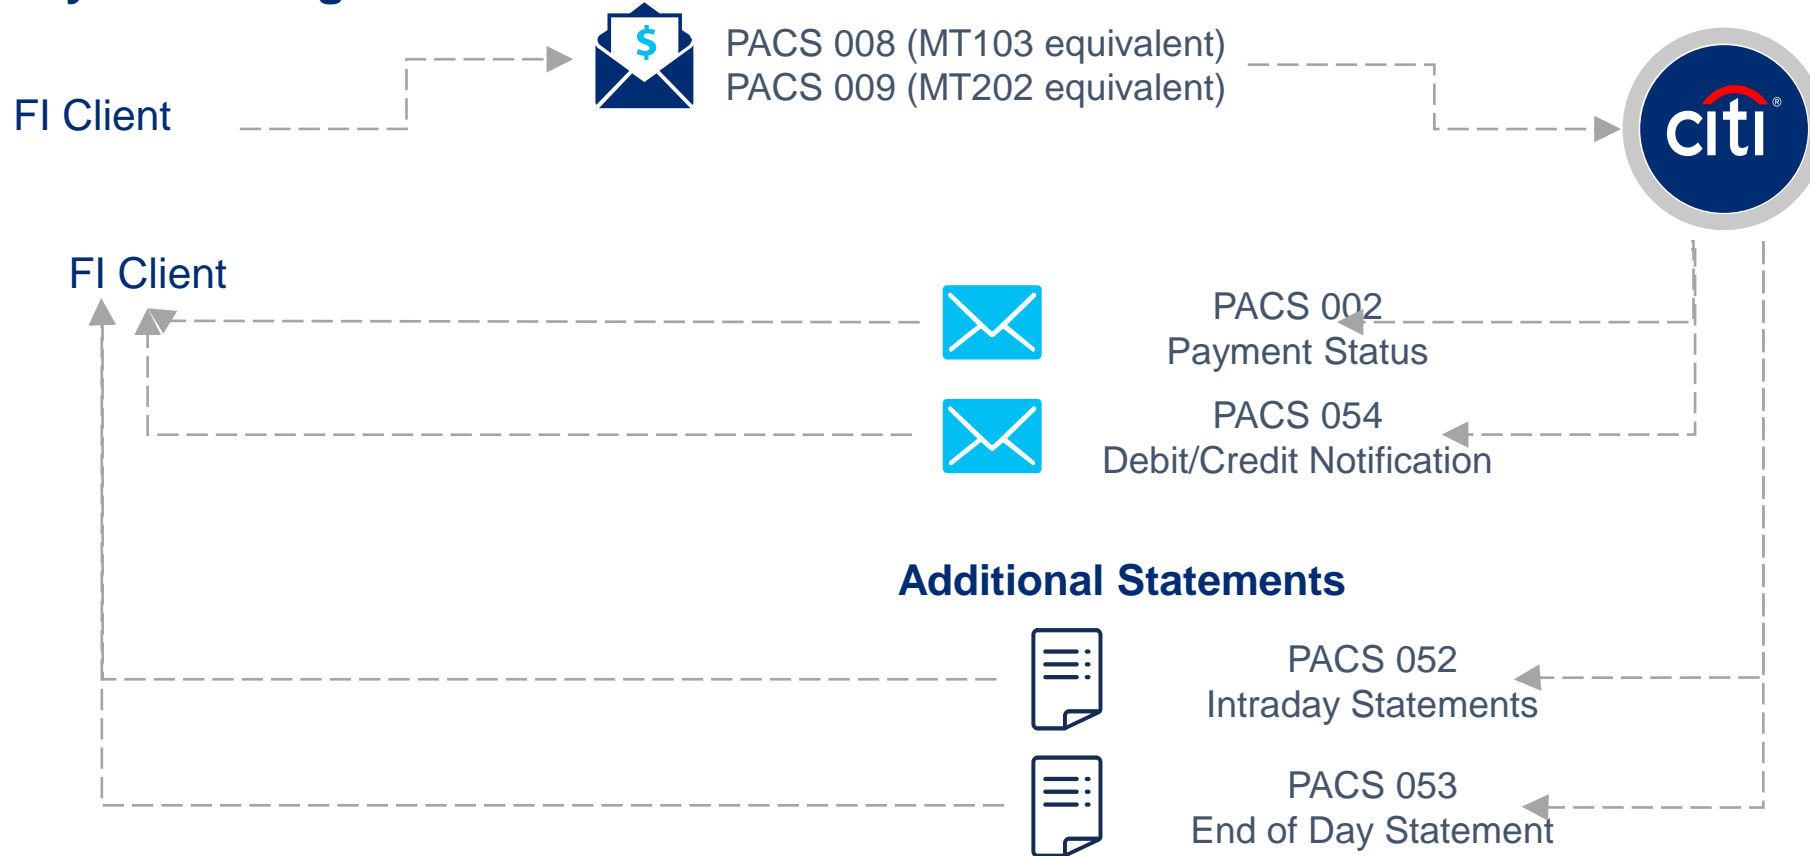 PACS 008 (MT103 equivalent)
PACS 009 (MT202 equivalent)
FI Client
$
citi®
FI Client
PACS 002
Payment Status
PACS 054
Debit/Credit Notification
Additional Statements
PACS 052
Intraday Statements
PACS 053
End of Day Statement